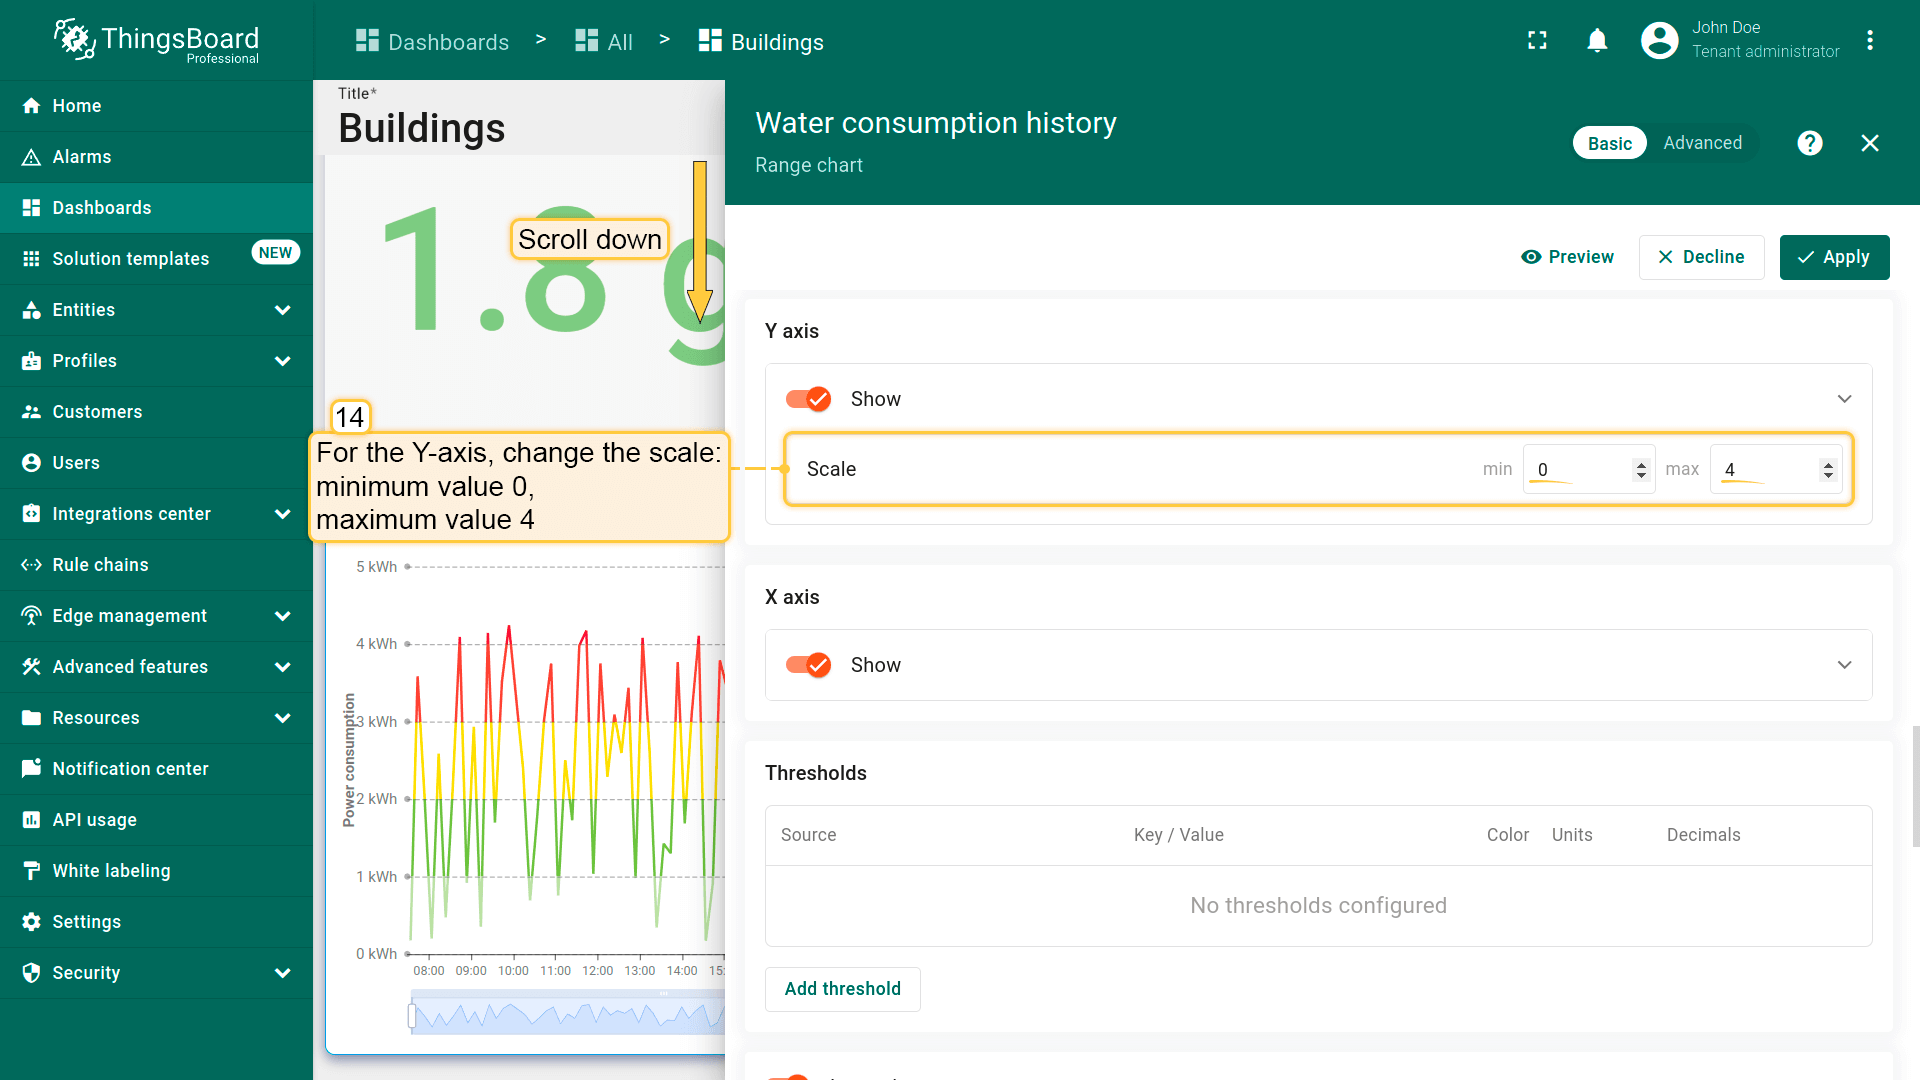 ThingsBoard
Professional
Dashboards > All > Buildings
John Doe
Tenant administrator
Home
Alarms
Dashboards
Solution templates
NEW
Entities
Profiles
Customers
Users
Integrations center
Rule chains
Edge management
Advanced features
Resources
Notification center
API usage
White labeling
Settings
Security
Title*
Buildings
1.8 g
Scroll down
14
For the Y-axis, change the scale:
minimum value 0,
maximum value 4
Power consumption
5 kWh
4 kWh
3 kWh
2 kWh
1 kWh
0 kWh
08:00 09:00 10:00 11:00 12:00 13:00 14:00 15:
Water consumption history
Range chart
Basic Advanced
Preview Decline Apply
Y axis
Show
Scale min 0 max 4
X axis
Show
Thresholds
Source Key / Value Color Units Decimals
No thresholds configured
Add threshold